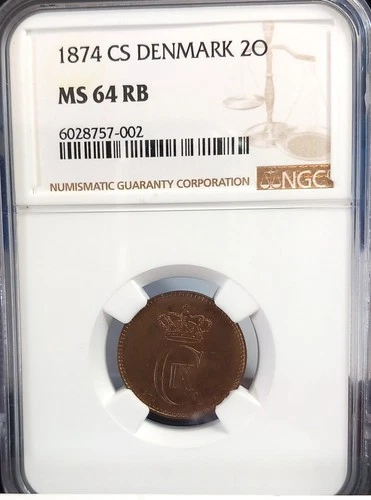 1874 CS DENMARK 2O
MS 64 RB
6028757-002
NUMISMATIC GUARANTY CORPORATION
NGC